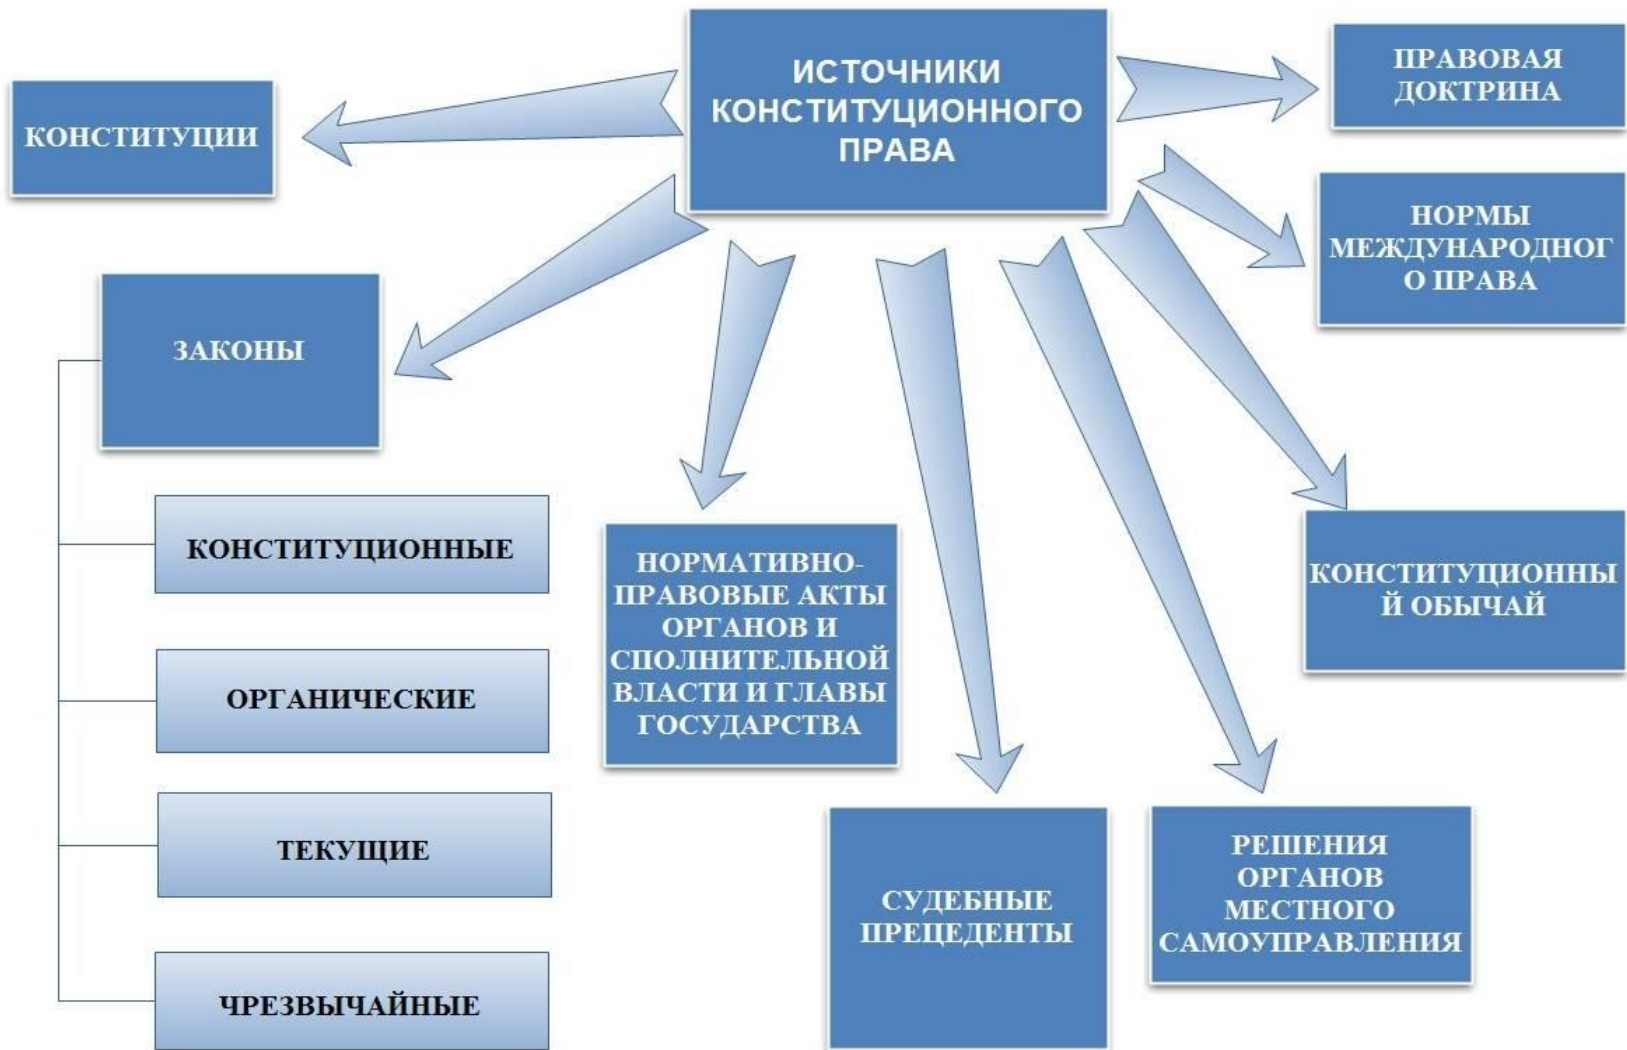 ИСТОЧНИКИ
КОНСТИТУЦИОННОГО
ПРАВА
ПРАВОВАЯ
ДОКТРИНА
КОНСТИТУЦИИ
НОРМЫ
МЕЖДУНАРОДНОГ
О ПРАВА
ЗАКОНЫ
КОНСТИТУЦИОННЫЕ
ОРГАНИЧЕСКИЕ
ТЕКУЩИЕ
ЧРЕЗВЫЧАЙНЫЕ
НОРМАТИВНО-
ПРАВОВЫЕ АКТЫ
ОРГАНОВ И
СПОЛНИТЕЛЬНОЙ
ВЛАСТИ И ГЛАВЫ
ГОСУДАРСТВА
СУДЕБНЫЕ
ПРЕЦЕДЕНТЫ
РЕШЕНИЯ
ОРГАНОВ
МЕСТНОГО
САМОУПРАВЛЕНИЯ
КОНСТИТУЦИОННЫ
Й ОБЫЧАЙ